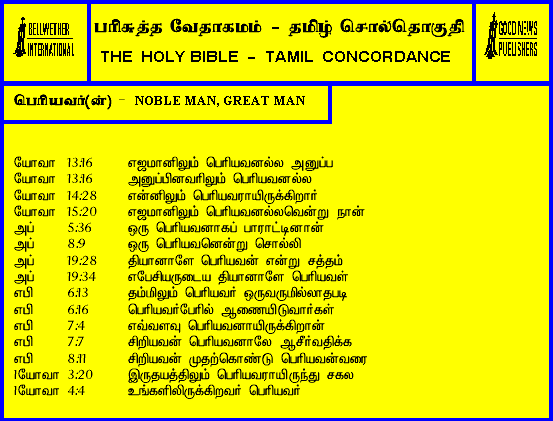 BELLWETHER
INTERNATIONAL
பரிசுத்த வேதாகமம் - தமிழ் சொல்தொகுதி
THE HOLY BIBLE - TAMIL CONCORDANCE
GOOD NEWS
PUBLISHERS
பெரியவர்(ன்) - NOBLE MAN, GREAT MAN
யோவா 13:16 எஜமானிலும் பெரியவனல்ல அனுப்ப
யோவா 13:16 அனுப்பினவரிலும் பெரியவனல்ல
யோவா 14:28 என்னிலும் பெரியவராயிருக்கிறார்
யோவா 15:20 எஜமானிலும் பெரியவனல்லவென்று நான்
அப் 5:36 ஒரு பெரியவனாகப் பாராட்டினான்
அப் 8:9 ஒரு பெரியவனென்று சொல்லி
அப் 19:28 தியானாளே பெரியவள் என்று சத்தம்
அப் 19:34 எபேசியருடைய தியானாளே பெரியவள்
எபி 6:13 தம்மிலும் பெரியவர் ஒருவருமில்லாதபடி
எபி 6:16 பெரியவர்பேரில் ஆணையிடுவார்கள்
எபி 7:4 எவ்வளவு பெரியவனாயிருக்கிறான்
எபி 7:7 சிறியவன் பெரியவனாலே ஆசீர்வதிக்க
எபி 8:11 சிறியவன் முதற்கொண்டு பெரியவன்வரை
1யோவா 3:20 இருதயத்திலும் பெரியவராயிருந்து சகல
1யோவா 4:4 உங்களிலிருக்கிறவர் பெரியவர்